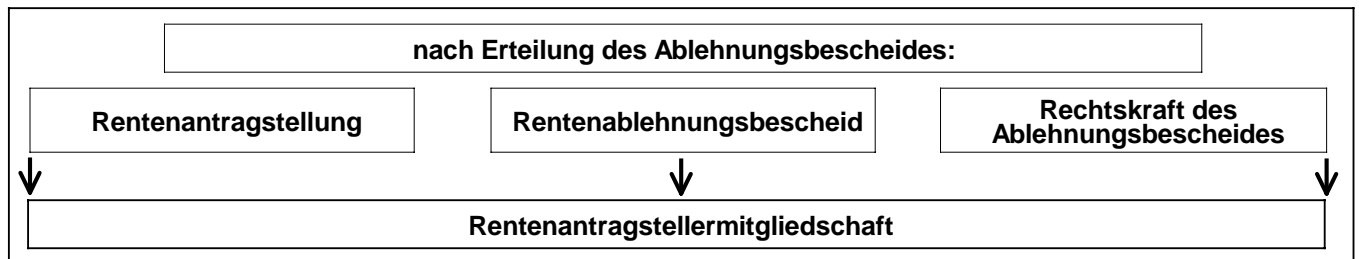 nach Erteilung des Ablehnungsbescheides:
Rentenantragstellung
Rentenablehnungsbescheid
Rechtskraft des
Ablehnungsbescheides
Rentenantragstellermitgliedschaft